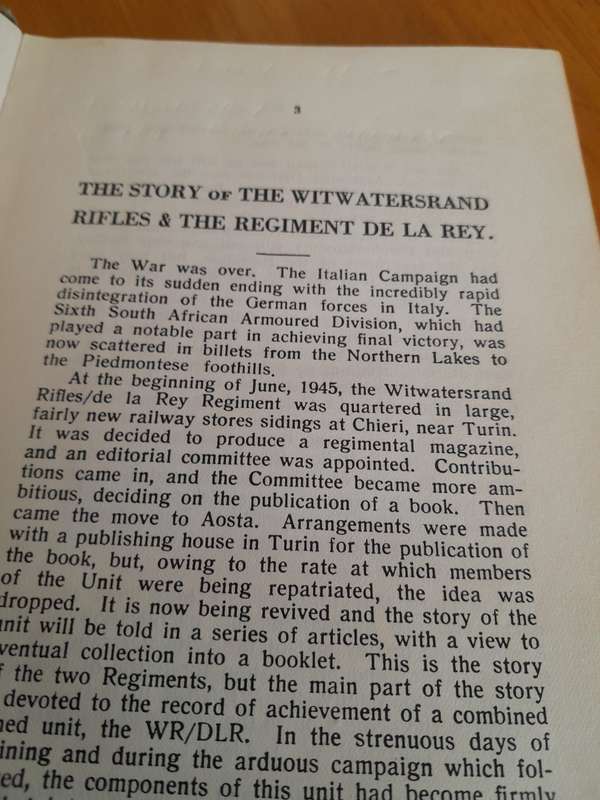 3
THE STORY OF THE WITWATERSRAND
RIFLES & THE REGIMENT DE LA REY.
The War was over. The Italian Campaign had
come to its sudden ending with the incredibly rapid
disintegration of the German forces in Italy. The
Sixth South African Armoured Division, which had
played a notable part in achieving final victory, was
now scattered in billets from the Northern Lakes to
the Piedmontese foothills.
At the beginning of June, 1945, the Witwatersrand
Rifles/de la Rey Regiment was quartered in large,
fairly new railway stores sidings at Chieri, near Turin.
It was decided to produce a regimental magazine,
and an editorial committee was appointed. Contribu-
tions came in, and the Committee became more am-
bitious, deciding on the publication of a book. Then
came the move to Aosta. Arrangements were made
with a publishing house in Turin for the publication of
the book, but, owing to the rate at which members
of the Unit were being repatriated, the idea was
dropped. It is now being revived and the story of the
unit will be told in a series of articles, with a view to
ventual collection into a booklet. This is the story
f the two Regiments, but the main part of the story
devoted to the record of achievement of a combined
ned unit, the WR/DLR. In the strenuous days of
ining and during the arduous campaign which fol-
ed, the components of this unit had become firmly